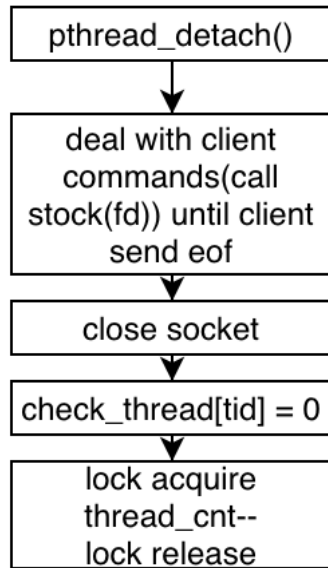 pthread_detach()
deal with client
commands(call
stock(fd)) until client
send eof
close socket
check_thread[tid] = 0
lock acquire
thread_cnt--
lock release